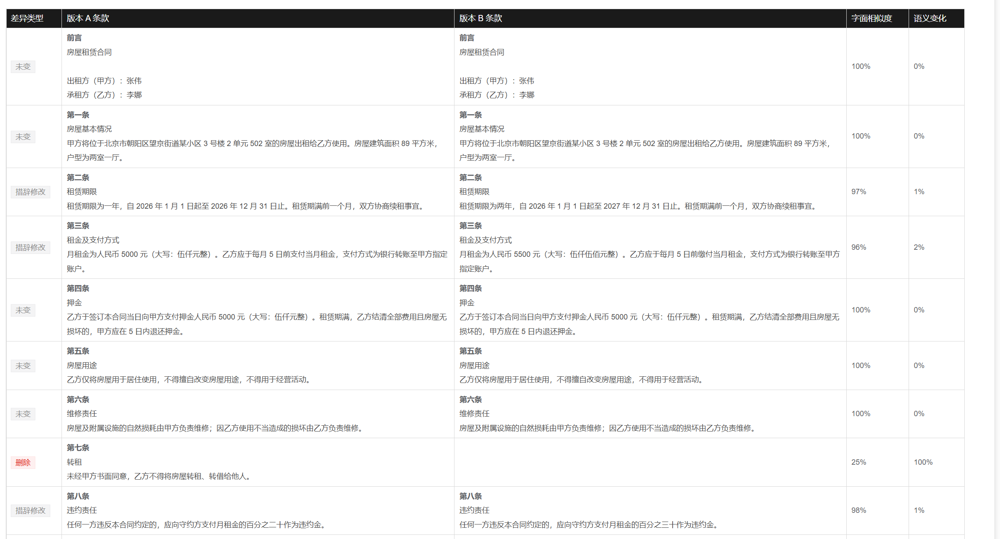 差异类型 版本 A 条款 版本 B 条款 字面相似度 语义变化
未变
前言
房屋租赁合同
出租方（甲方）：张伟
承租方（乙方）：李娜
前言
房屋租赁合同
出租方（甲方）：张伟
承租方（乙方）：李娜
100% 0%
未变
第一条
房屋基本情况
甲方将位于北京市朝阳区望京街道某小区 3 号楼 2 单元 502 室的房屋出租给乙方使用。房屋建筑面积 89 平方米，
户型为两室一厅。
第一条
房屋基本情况
甲方将位于北京市朝阳区望京街道某小区 3 号楼 2 单元 502 室的房屋出租给乙方使用。房屋建筑面积 89 平方米，
户型为两室一厅。
100% 0%
措辞修改
第二条
租赁期限
租赁期限为一年，自 2026 年 1 月 1 日起至 2026 年 12 月 31 日止。租赁期满前一个月，双方协商续租事宜。
第二条
租赁期限
租赁期限为两年，自 2026 年 1 月 1 日起至 2027 年 12 月 31 日止。租赁期满前一个月，双方协商续租事宜。
97% 1%
措辞修改
第三条
租金及支付方式
月租金为人民币 5000 元（大写：伍仟元整）。乙方应于每月 5 日前支付当月租金，支付方式为银行转账至甲方指定
账户。
第三条
租金及支付方式
月租金为人民币 5500 元（大写：伍仟伍佰元整）。乙方应于每月 5 日前缴付当月租金，支付方式为银行转账至甲方
指定账户。
96% 2%
未变
第四条
押金
乙方于签订本合同当日向甲方支付押金人民币 5000 元（大写：伍仟元整）。租赁期满，乙方结清全部费用且房屋无
损坏的，甲方应在 5 日内退还押金。
第四条
押金
乙方于签订本合同当日向甲方支付押金人民币 5000 元（大写：伍仟元整）。租赁期满，乙方结清全部费用且房屋无
损坏的，甲方应在 5 日内退还押金。
100% 0%
未变
第五条
房屋用途
乙方仅将房屋用于居住使用，不得擅自改变房屋用途，不得用于经营活动。
第五条
房屋用途
乙方仅将房屋用于居住使用，不得擅自改变房屋用途，不得用于经营活动。
100% 0%
未变
第六条
维修责任
房屋及附属设施的自然损耗由甲方负责维修；因乙方使用不当造成的损坏由乙方负责维修。
第六条
维修责任
房屋及附属设施的自然损耗由甲方负责维修；因乙方使用不当造成的损坏由乙方负责维修。
100% 0%
删除
第七条
转租
未经甲方书面同意，乙方不得将房屋转租、转借给他人。
25% 100%
措辞修改
第八条
违约责任
任何一方违反本合同约定的，应向守约方支付月租金的百分之二十作为违约金。
第八条
违约责任
任何一方违反本合同约定的，应向守约方支付月租金的百分之三十作为违约金。
98% 1%